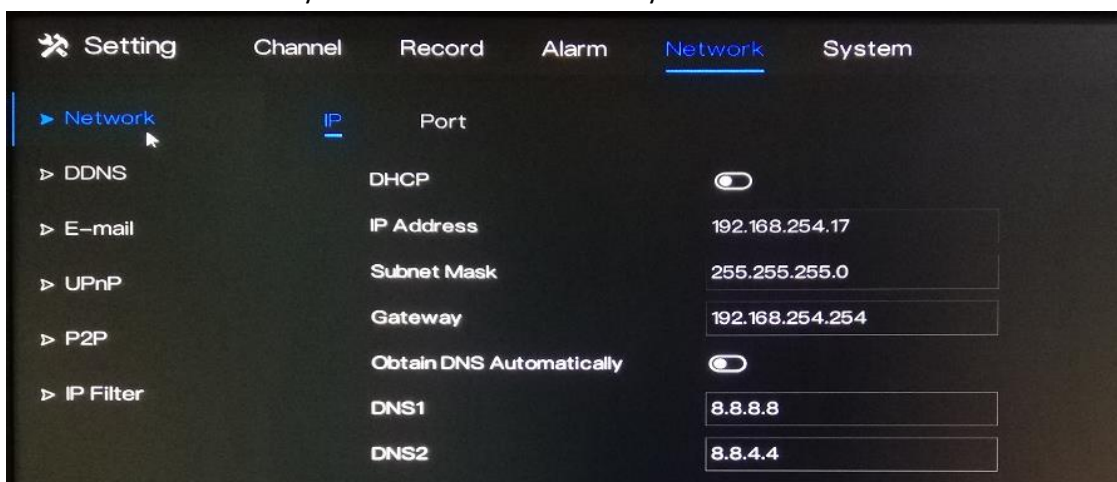 Setting Channel Record Alarm Network System
Network IP Port
DDNS DHCP
IP Address 192.168.254.17
E-mail
Subnet Mask 255.255.255.0
UPnP
Gateway 192.168.254.254
P2P
Obtain DNS Automatically
IP Filter
DNS1 8.8.8.8
DNS2 8.8.4.4